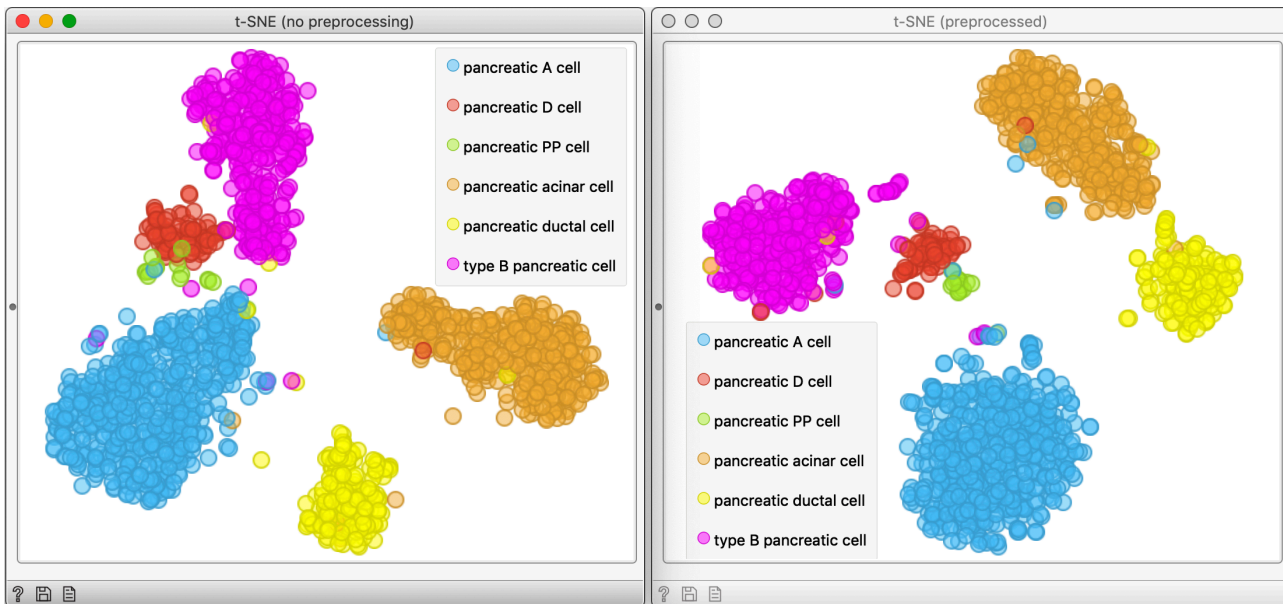 t-SNE (no preprocessing)
pancreatic A cell
pancreatic D cell
pancreatic PP cell
pancreatic acinar cell
pancreatic ductal cell
type B pancreatic cell
?
t-SNE (preprocessed)
pancreatic A cell
pancreatic D cell
pancreatic PP cell
pancreatic acinar cell
pancreatic ductal cell
type B pancreatic cell
?